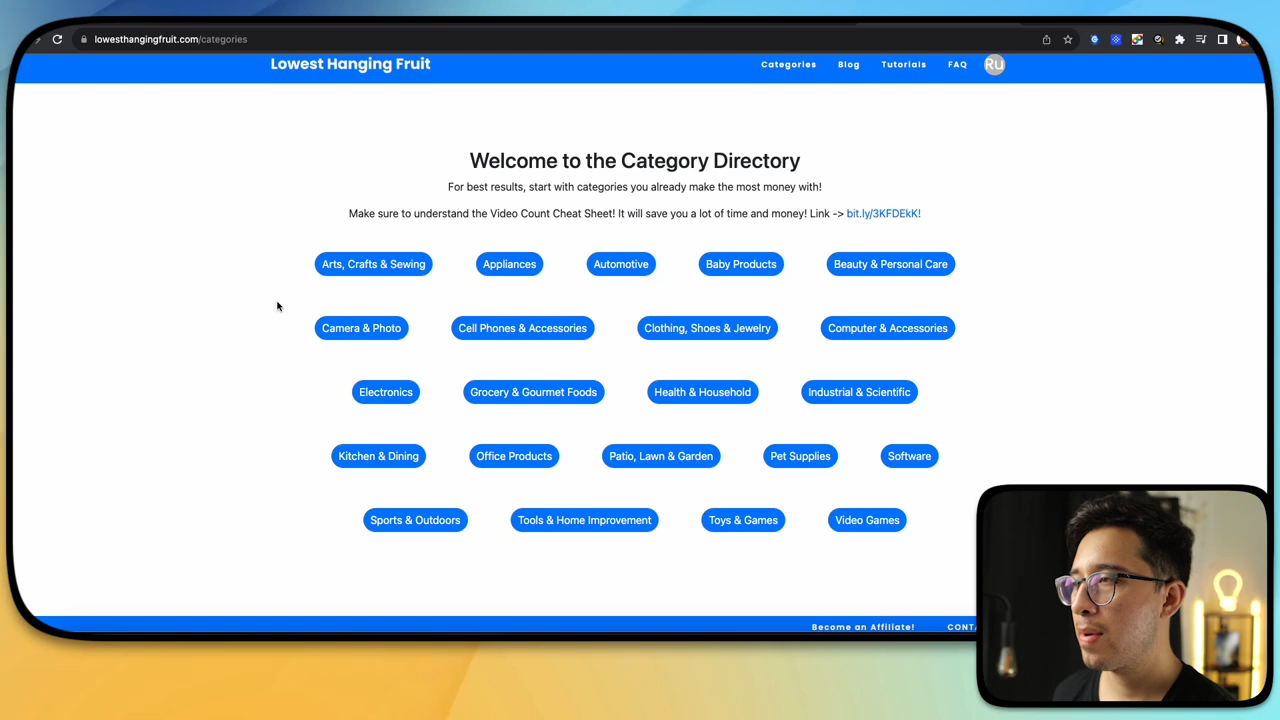 lowesthangingfruit.com/categories
Lowest Hanging Fruit
Categories Blog Tutorials FAQ Ru
Welcome to the Category Directory
For best results, start with categories you already make the most money with!
Make sure to understand the Video Count Cheat Sheet! It will save you a lot of time and money! Link -> bit.ly/3KFDEkK!
Arts, Crafts & Sewing Appliances Automotive Baby Products Beauty & Personal Care
Camera & Photo Cell Phones & Accessories Clothing, Shoes & Jewelry Computer & Accessories
Electronics Grocery & Gourmet Foods Health & Household Industrial & Scientific
Kitchen & Dining Office Products Patio, Lawn & Garden Pet Supplies Software
Sports & Outdoors Tools & Home Improvement Toys & Games Video Games
Become an Affiliate!